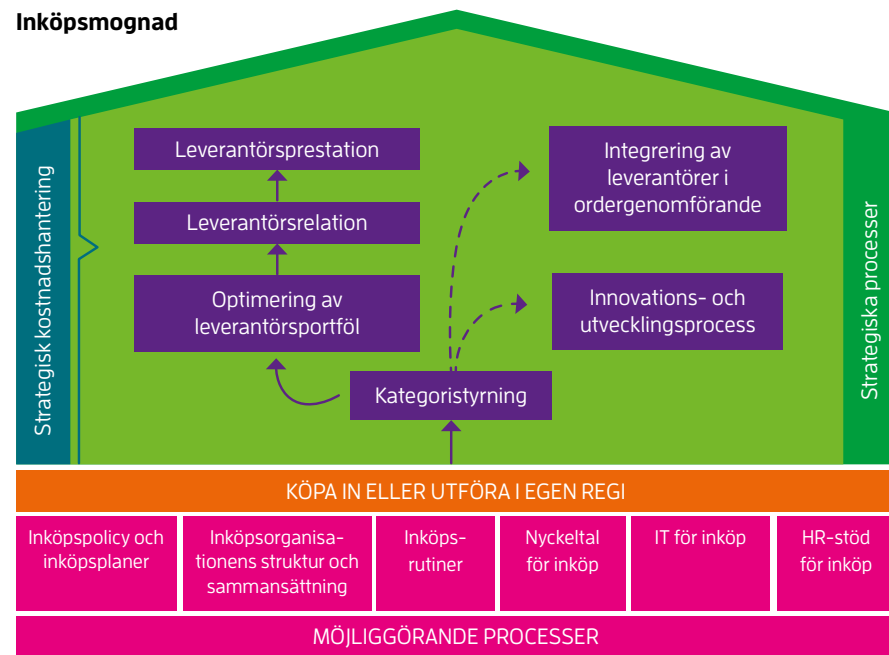 Inköpsmognad
Strategisk kostnadshantering
Leverantörsprestation
Leverantörsrelation
Optimering av
leverantörsportföl
Integrering av
leverantörer i
ordergenomförande
Innovations- och
utvecklingsprocess
Kategoristyrning
Strategiska processer
KÖPA IN ELLER UTFÖRA I EGEN REGI
Inköpspolicy och
inköpsplaner
Inköpsorganisa-
tionens struktur och
sammansättning
Inköps-
rutiner
Nyckeltal
för inköp
IT för inköp
HR-stöd
för inköp
MÖJLIGGÖRANDE PROCESSER